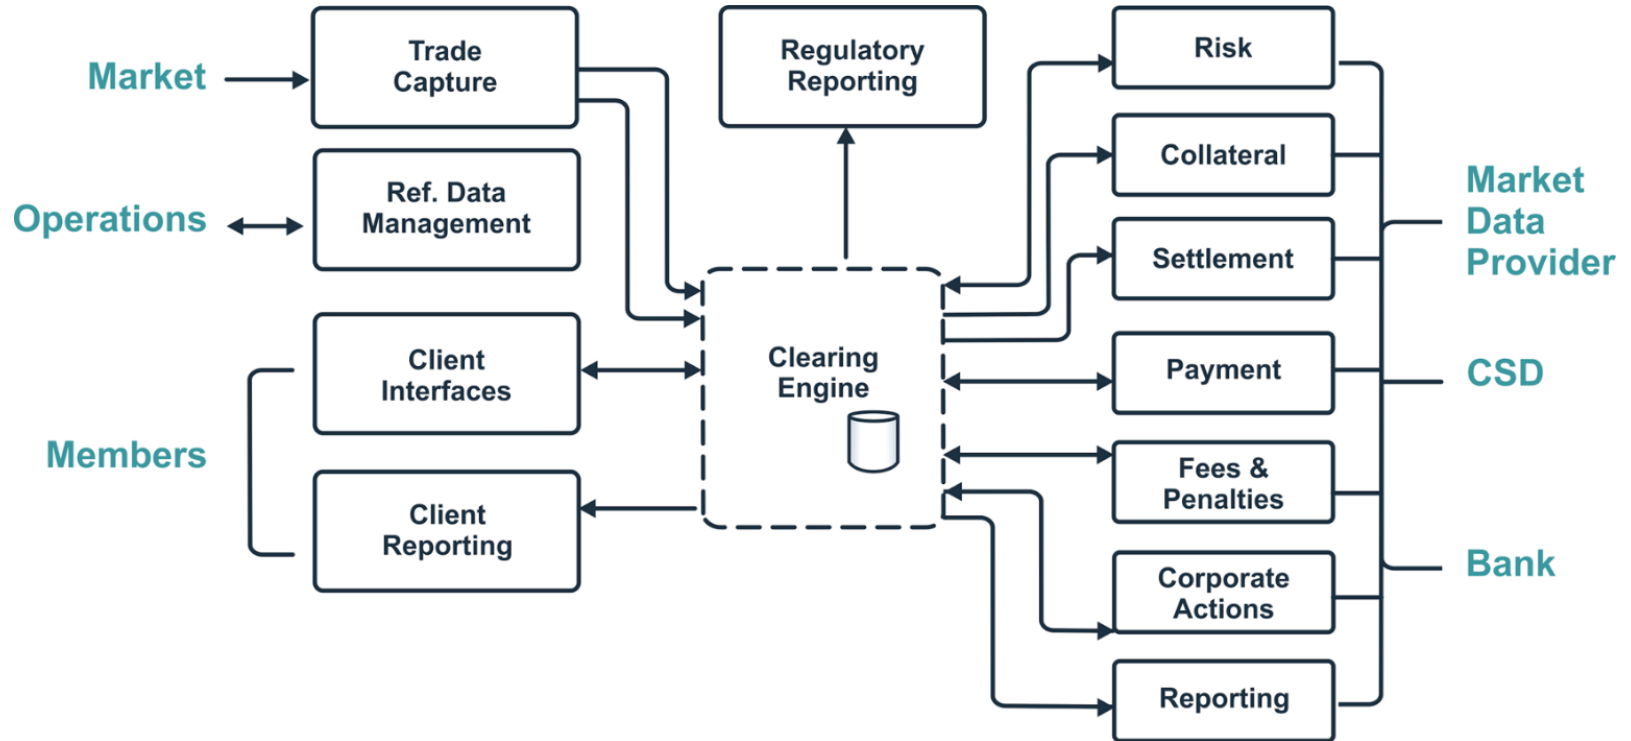 Market
Trade
Capture
Operations
Ref. Data
Management
Members
Client
Interfaces
Client
Reporting
Regulatory
Reporting
Clearing
Engine
Risk
Collateral
Settlement
Payment
Fees &
Penalties
Corporate
Actions
Reporting
Market
Data
Provider
CSD
Bank